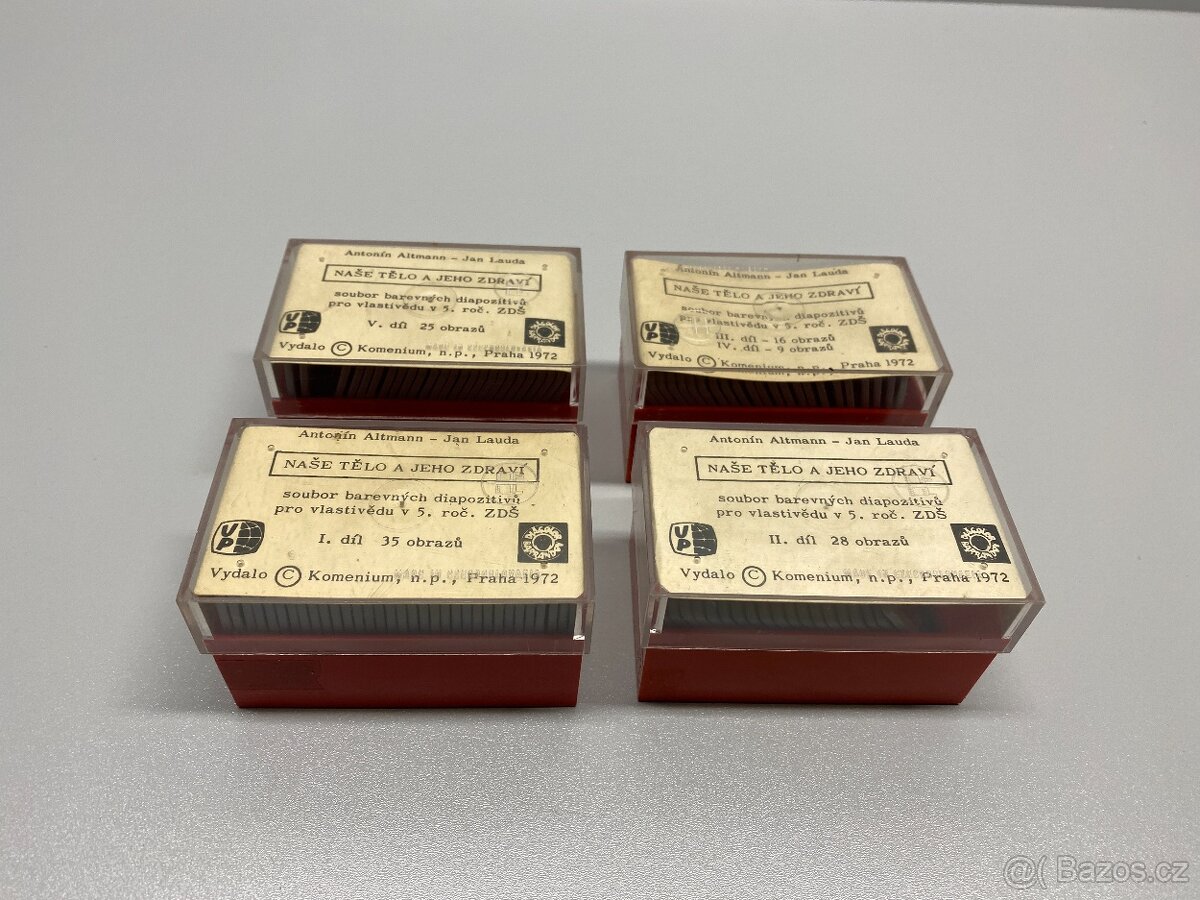 Antonín Altmann - Jan Lauda
NAŠE TĚLO A JEHO ZDRAVÍ
soubor barevných diapozitivů
pro vlastivědu v 5. roč. ZDŠ
V. díl 25 obrazů
VP
Vydalo © Komenium, n.p., Praha 1972
Antonín Altmann - Jan Lauda
NAŠE TĚLO A JEHO ZDRAVÍ
soubor barevných diapozitivů
pro vlastivědu v 5. roč. ZDŠ
III. díl - 16 obrazů
IV. díl - 9 obrazů
VP
Vydalo © Komenium, n.p., Praha 1972
Antonín Altmann - Jan Lauda
NAŠE TĚLO A JEHO ZDRAVÍ
soubor barevných diapozitivů
pro vlastivědu v 5. roč. ZDŠ
I. díl 35 obrazů
VP
Vydalo © Komenium, n.p., Praha 1972
Antonín Altmann - Jan Lauda
NAŠE TĚLO A JEHO ZDRAVÍ
soubor barevných diapozitivů
pro vlastivědu v 5. roč. ZDŠ
II. díl 28 obrazů
VP
Vydalo © Komenium, n.p., Praha 1972
@( Bazos.cz